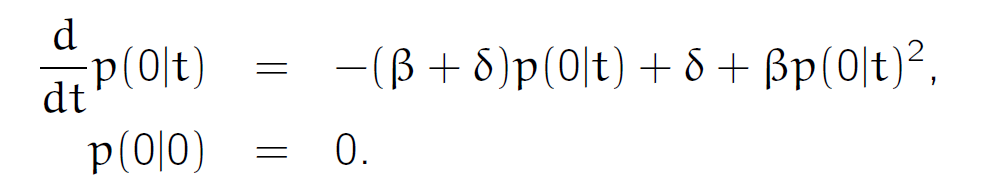 d/dt p(0|t) = −(β + δ)p(0|t) + δ + βp(0|t)²,
p(0|0) = 0.